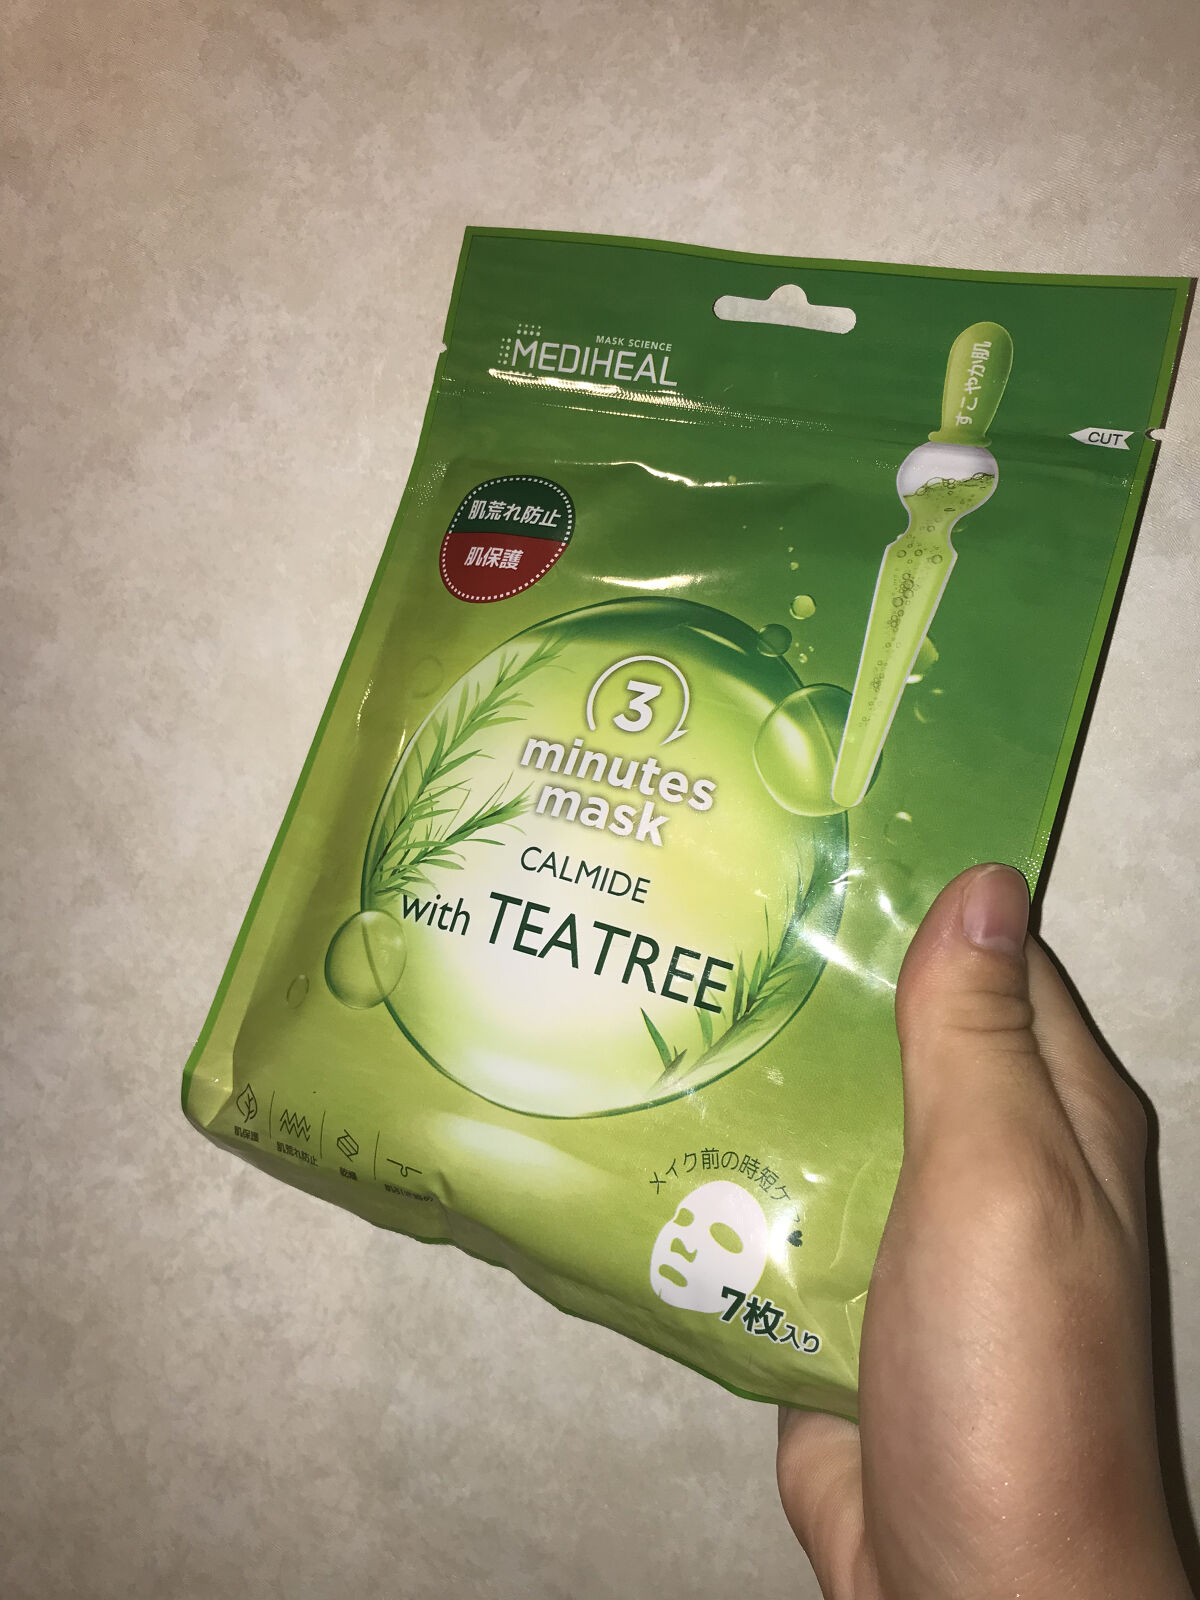 MASK SCIENCE
MEDIHEAL
すこやか肌
CUT
肌荒れ防止
肌保護
3
minutes
mask
CALMIDE
with TEATREE
肌保護
肌荒れ防止
乾燥
メイク前の時短ケ
7枚入り